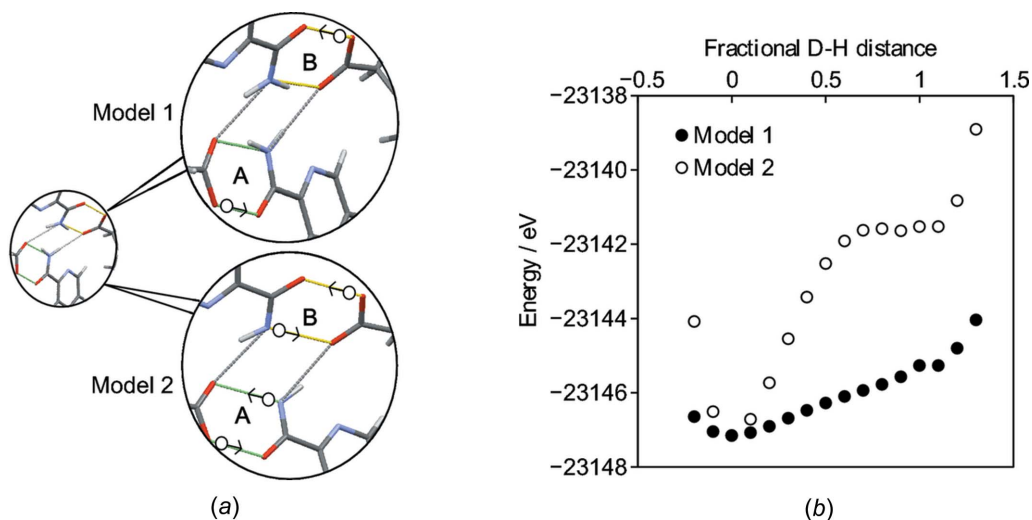 Model 1
B
A
Model 2
B
A
(a)
Fractional D-H distance
−0.5 0 0.5 1 1.5
−23138
−23140
−23142
−23144
−23146
−23148
Energy / eV
Model 1
Model 2
(b)